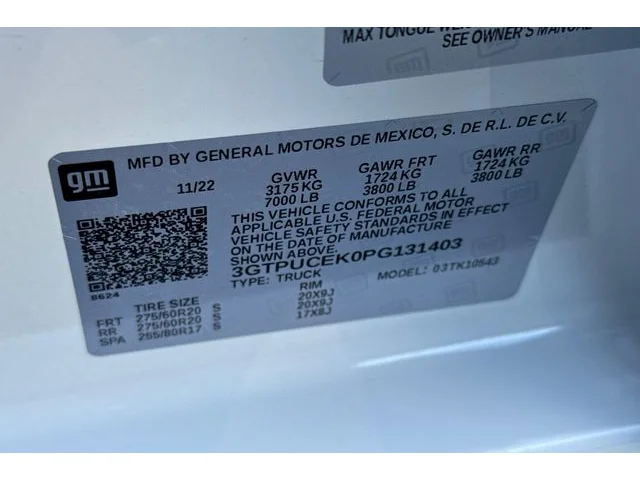 MAX TONGUE WEIG
SEE OWNER'S MANUAL
gm
MFD BY GENERAL MOTORS DE MEXICO, S. DE R.L. DE C.V.
11/22 GVWR GAWR FRT GAWR RR
3175 KG 1724 KG 1724 KG
7000 LB 3800 LB 3800 LB
THIS VEHICLE CONFORMS TO ALL
APPLICABLE U.S. FEDERAL MOTOR
VEHICLE SAFETY STANDARDS IN EFFECT
ON THE DATE OF MANUFACTURE
SHOWN ABOVE.
3GTPUCEK0PG131403
8624 TYPE: TRUCK MODEL: 03TK10543
TIRE SIZE RIM
FRT 275/60R20 S 20X9J
RR 275/60R20 S 20X9J
SPA 255/80R17 S 17X8J